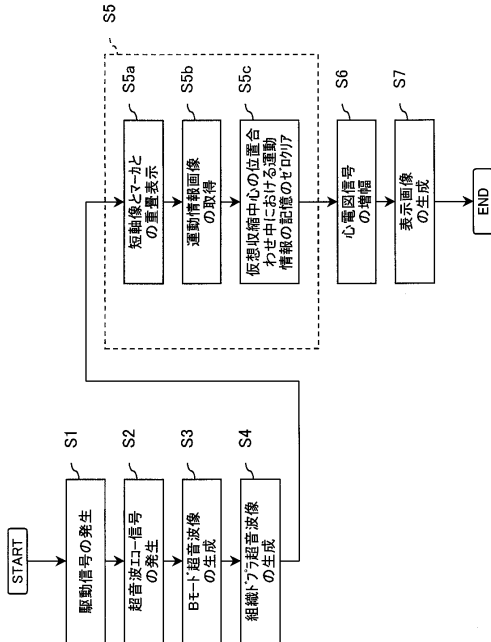 START
駆動信号の発生
S1
超音波エコー信号
の発生
S2
Bモード超音波像
の生成
S3
組織ドプラ超音波像
の生成
S4
S5
短軸像とマーカとの
重畳表示
S5a
運動情報画像
の取得
S5b
仮想収縮中心の位置合
わせ中における運動
情報の記憶のゼロクリア
S5c
心電図信号
の増幅
S6
表示画像
の生成
S7
END